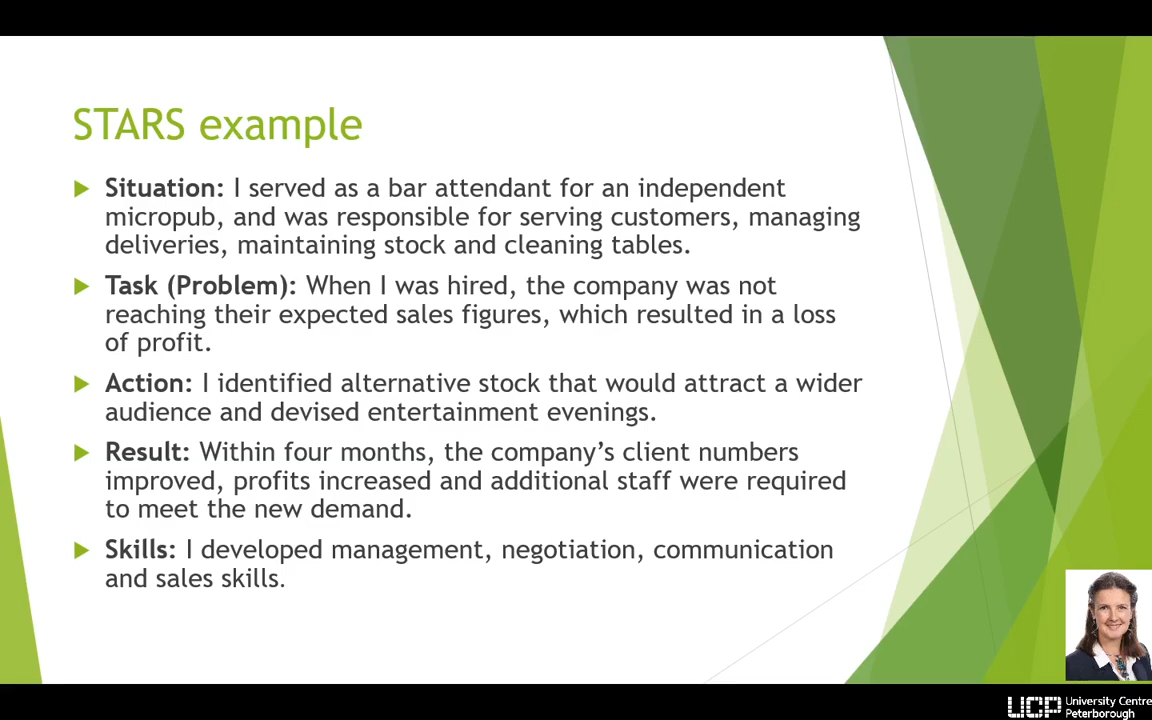 STARS example
Situation: I served as a bar attendant for an independent
micropub, and was responsible for serving customers, managing
deliveries, maintaining stock and cleaning tables.
Task (Problem): When I was hired, the company was not
reaching their expected sales figures, which resulted in a loss
of profit.
Action: I identified alternative stock that would attract a wider
audience and devised entertainment evenings.
Result: Within four months, the company’s client numbers
improved, profits increased and additional staff were required
to meet the new demand.
Skills: I developed management, negotiation, communication
and sales skills.
UCP University Centre
Peterborough